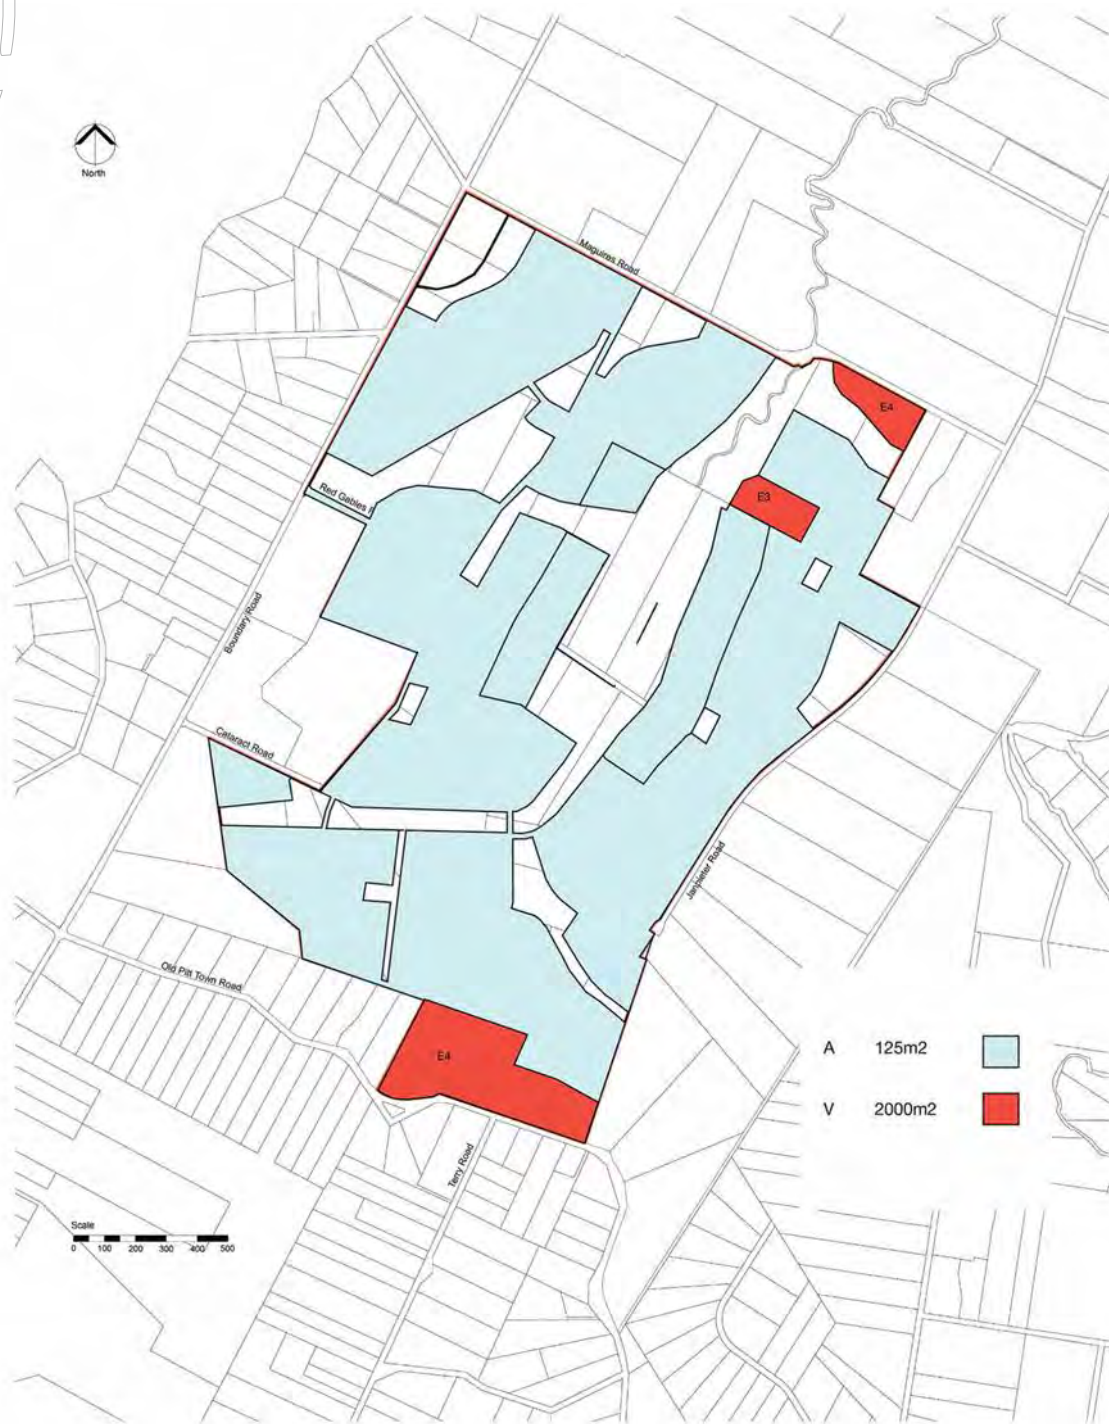 North
Maguires Road
E4
E3
Red Gables R
Boundary Road
Cataract Road
Janpieter Road
Old Pitt Town Road
E4
Terry Road
A 125m2
V 2000m2
Scale
0 100 200 300 400 500